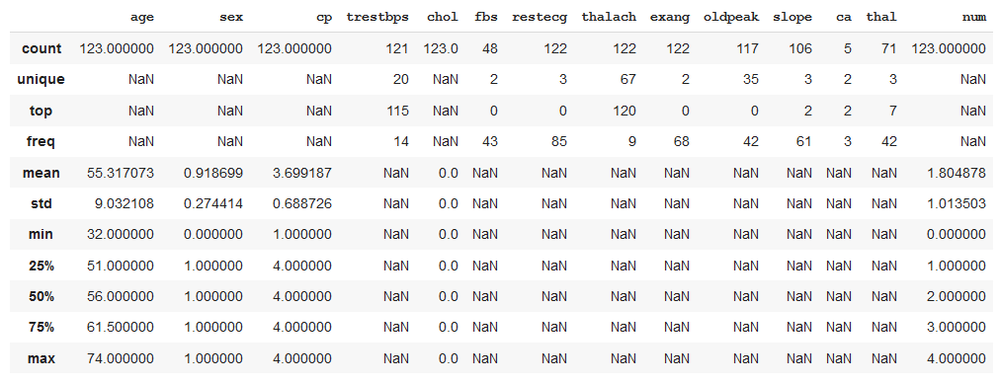 age sex cp trestbps chol fbs restecg thalach exang oldpeak slope ca thal num
count 123.000000 123.000000 123.000000 121 123.0 48 122 122 122 117 106 5 71 123.000000
unique NaN NaN NaN 20 NaN 2 3 67 2 35 3 2 3 NaN
top NaN NaN NaN 115 NaN 0 0 120 0 0 2 2 7 NaN
freq NaN NaN NaN 14 NaN 43 85 9 68 42 61 3 42 NaN
mean 55.317073 0.918699 3.699187 NaN 0.0 NaN NaN NaN NaN NaN NaN NaN NaN 1.804878
std 9.032108 0.274414 0.688726 NaN 0.0 NaN NaN NaN NaN NaN NaN NaN NaN 1.013503
min 32.000000 0.000000 1.000000 NaN 0.0 NaN NaN NaN NaN NaN NaN NaN NaN 0.000000
25% 51.000000 1.000000 4.000000 NaN 0.0 NaN NaN NaN NaN NaN NaN NaN NaN 1.000000
50% 56.000000 1.000000 4.000000 NaN 0.0 NaN NaN NaN NaN NaN NaN NaN NaN 2.000000
75% 61.500000 1.000000 4.000000 NaN 0.0 NaN NaN NaN NaN NaN NaN NaN NaN 3.000000
max 74.000000 1.000000 4.000000 NaN 0.0 NaN NaN NaN NaN NaN NaN NaN NaN 4.000000